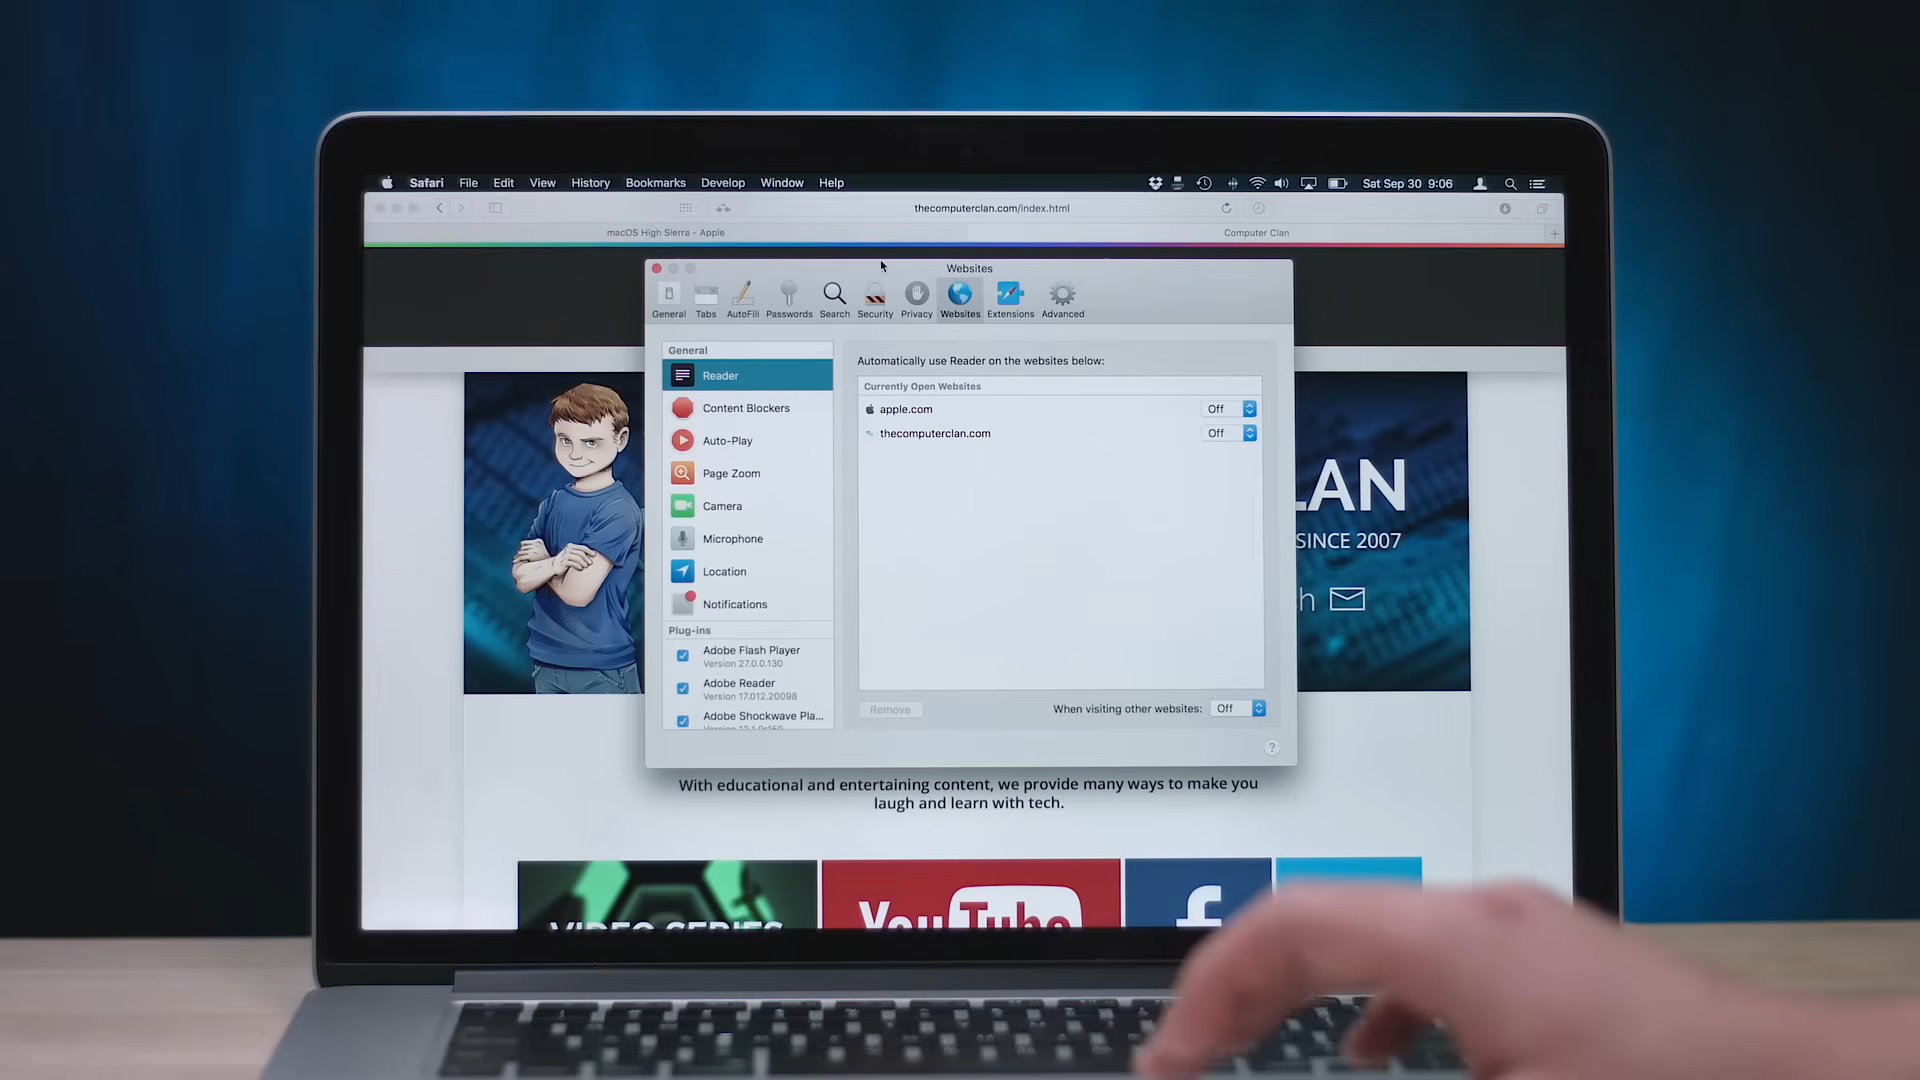 Safari File Edit View History Bookmarks Develop Window Help Sat Sep 30 9:06
thecomputerclan.com/index.html
macOS High Sierra - Apple Computer Clan
Websites
General Tabs AutoFill Passwords Search Security Privacy Websites Extensions Advanced
General
Reader
Content Blockers
Auto-Play
Page Zoom
Camera
Microphone
Location
Notifications
Plug-ins
Adobe Flash Player
Version 27.0.0.130
Adobe Reader
Version 17.012.20098
Adobe Shockwave Pla...
Automatically use Reader on the websites below:
Currently Open Websites
apple.com Off
thecomputerclan.com Off
Remove
When visiting other websites: Off
?
LAN
SINCE 2007
h
With educational and entertaining content, we provide many ways to make you
laugh and learn with tech.
VIDEO SERIES
YouTube
f